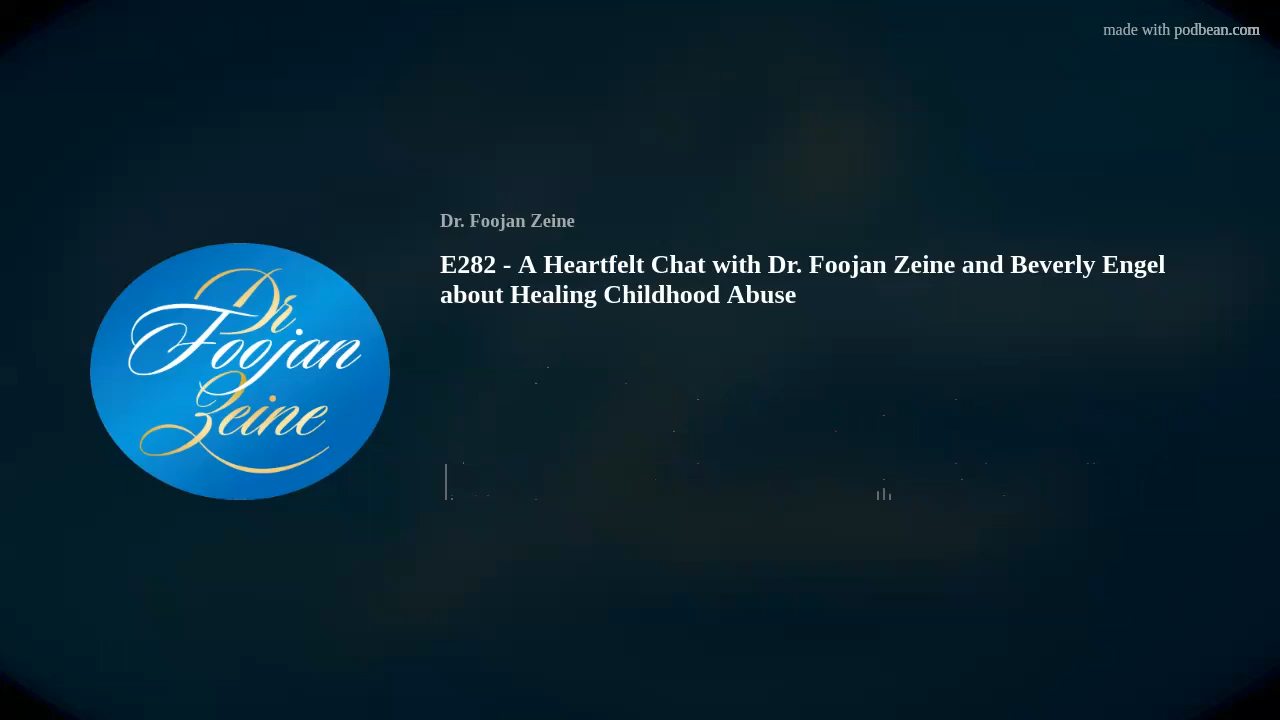 made with podbean.com
Dr. Foojan Zeine
E282 - A Heartfelt Chat with Dr. Foojan Zeine and Beverly Engel
about Healing Childhood Abuse
Dr
Foojan
Zeine